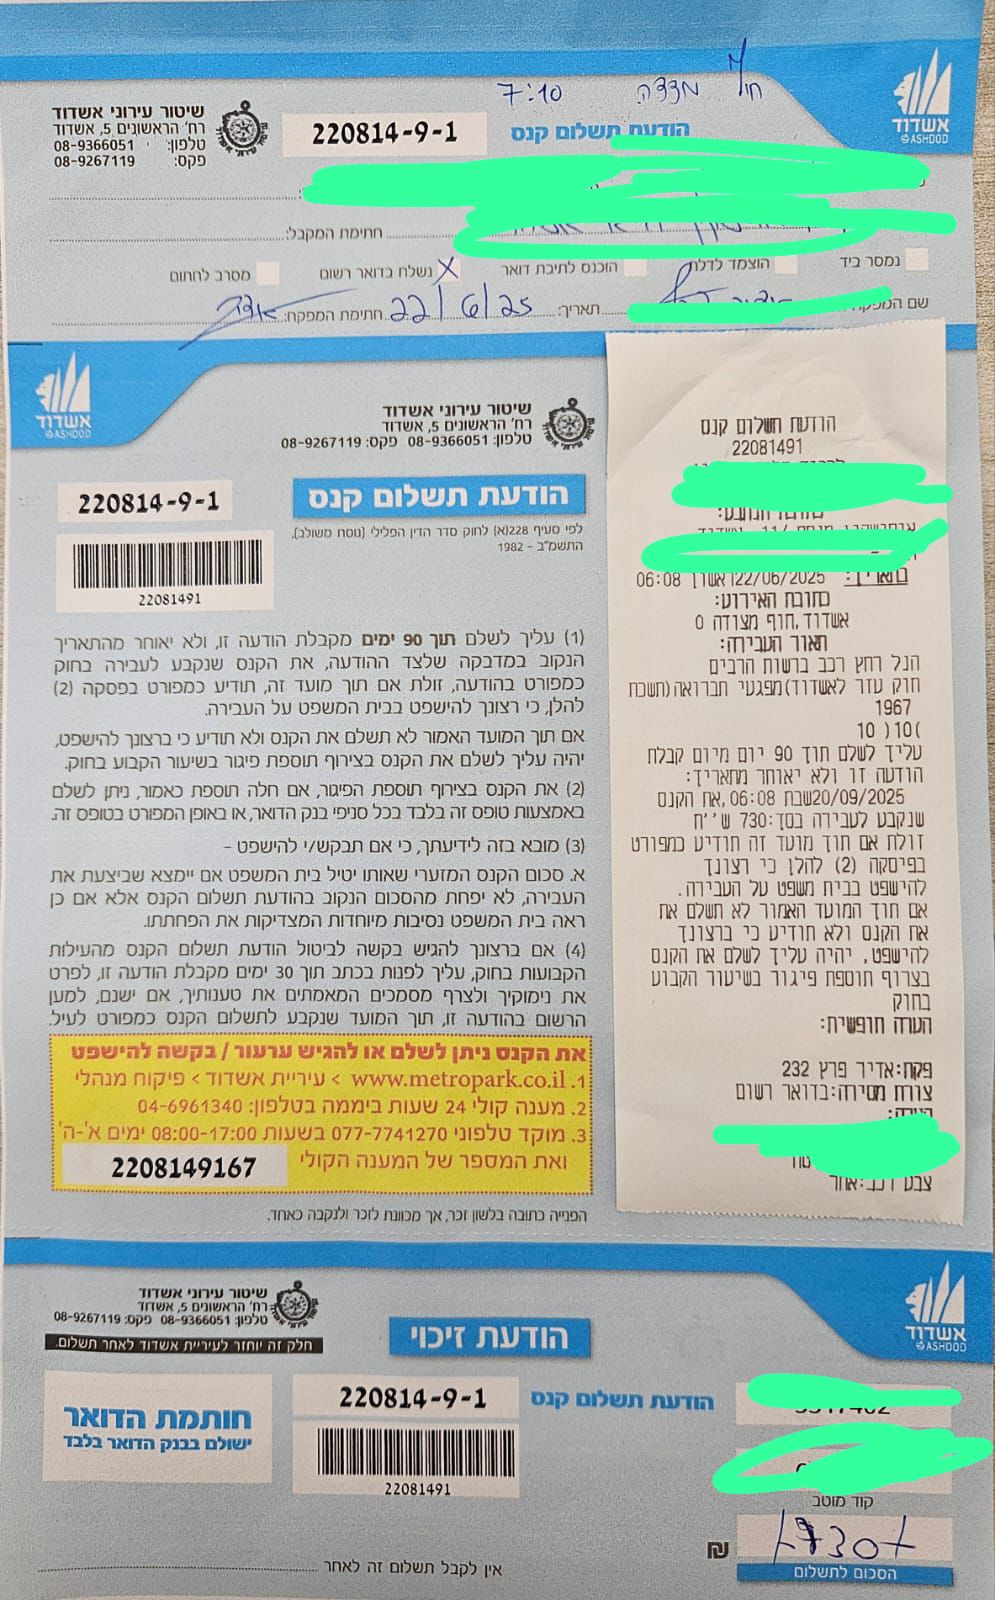 חוף מצודה 7:10
אשדוד
ASHDOD
שיטור עירוני אשדוד
רח' הראשונים 5, אשדוד
טלפון: 08-9366051
פקס: 08-9267119
הודעת תשלום קנס
220814-9-1
חתימת המקבל:
נמסר ביד
הוצמד לדלת
הוכנס לתיבת דואר
X נשלח בדואר רשום
מסרב לחתום
שם המפקח
תאריך: 22/6/25
חתימת המפקח:
אשדוד
ASHDOD
שיטור עירוני אשדוד
רח' הראשונים 5, אשדוד
טלפון: 08-9366051 פקס: 08-9267119
220814-9-1
22081491
הודעת תשלום קנס
לפי סעיף 228(א) לחוק סדר הדין הפלילי (נוסח משולב),
התשמ"ב - 1982
(1) עליך לשלם תוך 90 ימים מקבלת הודעה זו, ולא יאוחר מהתאריך
הנקוב במדבקה שלצד ההודעה, את הקנס שנקבע לעבירה בחוק
כמפורט בהודעה, זולת אם תוך מועד זה, תודיע כמפורט בפסקה (2)
להלן, כי רצונך להישפט בבית המשפט על העבירה.
אם תוך המועד האמור לא תשלם את הקנס ולא תודיע כי ברצונך להישפט,
יהיה עליך לשלם את הקנס בצירוף תוספת פיגור בשיעור הקבוע בחוק.
(2) את הקנס בצירוף תוספת הפיגור, אם חלה תוספת כאמור, ניתן לשלם
באמצעות טופס זה בלבד בכל סניפי בנק הדואר, או באופן המפורט בטופס זה.
(3) מובא בזה לידיעתך, כי אם תבקש/י להישפט –
א. סכום הקנס המזערי שאותו יטיל בית המשפט אם יימצא שביצעת את
העבירה, לא יפחת מהסכום הנקוב בהודעת תשלום הקנס אלא אם כן
ראה בית המשפט נסיבות מיוחדות המצדיקות את הפחתתו.
(4) אם ברצונך להגיש בקשה לביטול הודעת תשלום הקנס מהעילות
הקבועות בחוק, עליך לפנות בכתב תוך 30 ימים מקבלת הודעה זו, לפרט
את נימוקיך ולצרף מסמכים המאמתים את טענותיך, אם ישנם, למען
הרשום בהודעה זו, תוך המועד שנקבע לתשלום הקנס כמפורט לעיל.
את הקנס ניתן לשלם או להגיש ערעור / בקשה להישפט
1. www.metropark.co.il > עיריית אשדוד > פיקוח מנהלי
2. מענה קולי 24 שעות ביממה בטלפון: 04-6961340
3. מוקד טלפוני 077-7741270 בשעות 08:00-17:00 ימים א'-ה'
ואת המספר של המענה הקולי
2208149167
הפנייה כתובה בלשון זכר, אך מכוונת לזכר ולנקבה כאחד.
הודעת תשלום קנס
22081491
בתאריך: 22/06/2025 ראשון 06:08
כתובת האירוע:
אשדוד, חוף מצודה 0
תאור העבירה:
הנל רחץ רכב ברשות הרבים
חוק עזר לאשדוד)מפגעי תברואה(תשכח
1967
)10( 10
עליך לשלם תוך 90 יום מיום קבלת
הודעה זו ולא יאוחר מתאריך:
20/09/2025שבת 06:08, את הקנס
שנקבע לעבירה בסך:730 ש''ח
זולת אם תוך מועד זה תודיע כמפורט
בפיסקה (2) להלן כי רצונך
להישפט בבית משפט על העבירה.
אם תוך המועד האמור לא תשלם את
את הקנס ולא תודיע כי ברצונך
להישפט, יהיה עליך לשלם את הקנס
בצרוף תוספת פיגור בשיעור הקבוע
בחוק
הערה חופשית:
פקח:אדיר פרץ 232
צורת מסירה:בדואר רשום
הערה:
צבע רכב:אחר
אשדוד
ASHDOD
שיטור עירוני אשדוד
רח' הראשונים 5, אשדוד
טלפון: 08-9366051 פקס: 08-9267119
חלק זה יוחזר לעיריית אשדוד לאחר תשלום.
הודעת זיכוי
חותמת הדואר
ישולם בבנק הדואר בלבד
הודעת תשלום קנס
220814-9-1
22081491
קוד מוטב
730
₪
הסכום לתשלום
אין לקבל תשלום זה לאחר